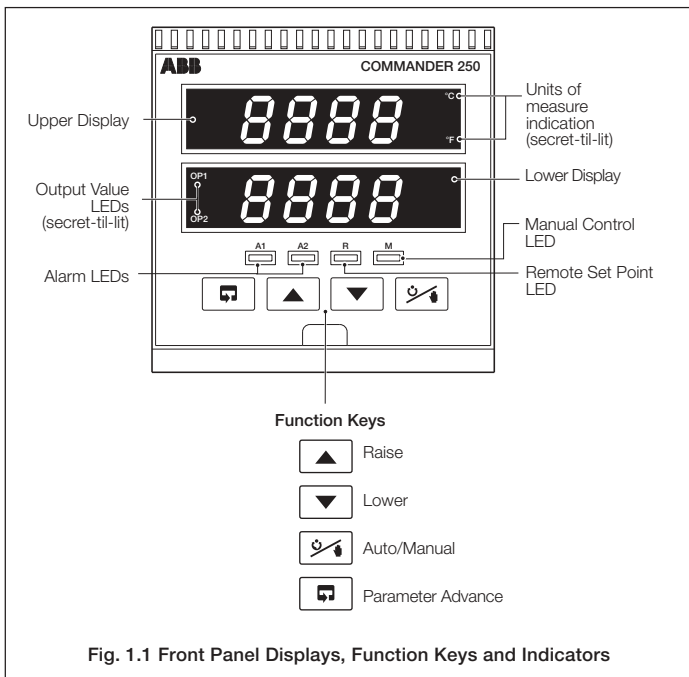 ABB
COMMANDER 250
Upper Display
8888
°C
°F
Units of
measure
indication
(secret-til-lit)
Output Value
LEDs
(secret-til-lit)
OP1
OP2
8888
Lower Display
A1
A2
R
M
Manual Control
LED
Alarm LEDs
Remote Set Point
LED
Function Keys
Raise
Lower
Auto/Manual
Parameter Advance
Fig. 1.1 Front Panel Displays, Function Keys and Indicators